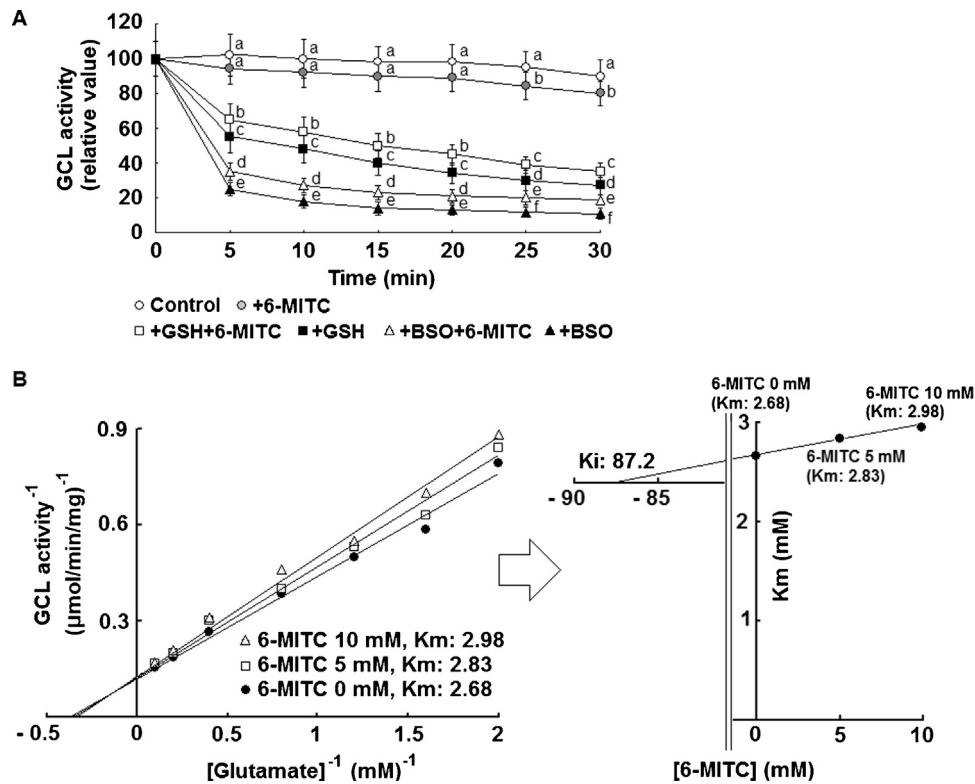 A
120
100
80
60
40
20
0
GCL activity
(relative value)
a a a a a a
a a a a b b
b b b b c c
c c c c d d
d d d d e e
e e e e f f
0 5 10 15 20 25 30
Time (min)
Control +6-MITC
+GSH+6-MITC +GSH +BSO+6-MITC +BSO
B
0.9
0.6
0.3
GCL activity-1
(μmol/min/mg)-1
6-MITC 10 mM, Km: 2.98
6-MITC 5 mM, Km: 2.83
6-MITC 0 mM, Km: 2.68
- 0.5 0 0.5 1 1.5 2
[Glutamate]-1 (mM)-1
6-MITC 0 mM
(Km: 2.68)
6-MITC 10 mM
(Km: 2.98)
6-MITC 5 mM
(Km: 2.83)
Ki: 87.2
- 90 - 85
3
2
1
Km (mM)
0 5 10
[6-MITC] (mM)